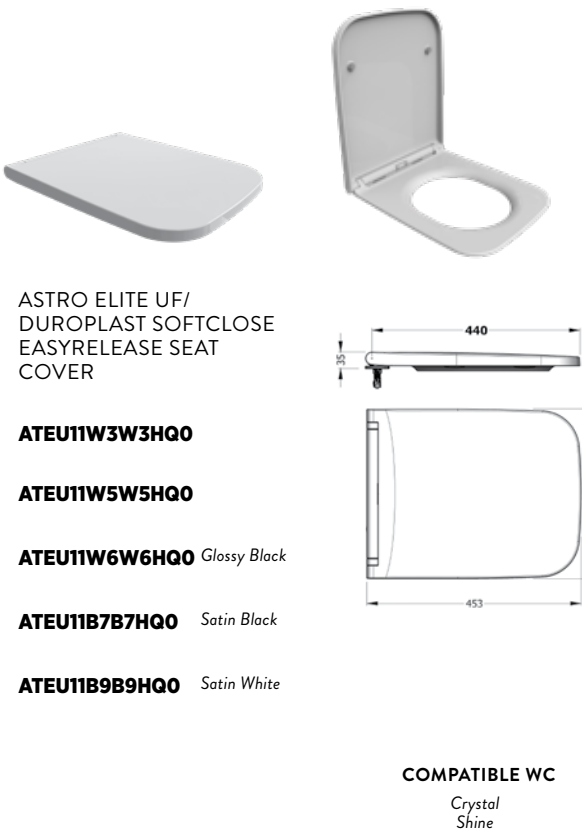 ASTRO ELITE UF/
DUROPLAST SOFTCLOSE
EASYRELEASE SEAT
COVER
ATEU11W3W3HQ0
ATEU11W5W5HQ0
ATEU11W6W6HQ0 Glossy Black
ATEU11B7B7HQ0 Satin Black
ATEU11B9B9HQ0 Satin White
440
35
453
COMPATIBLE WC
Crystal
Shine